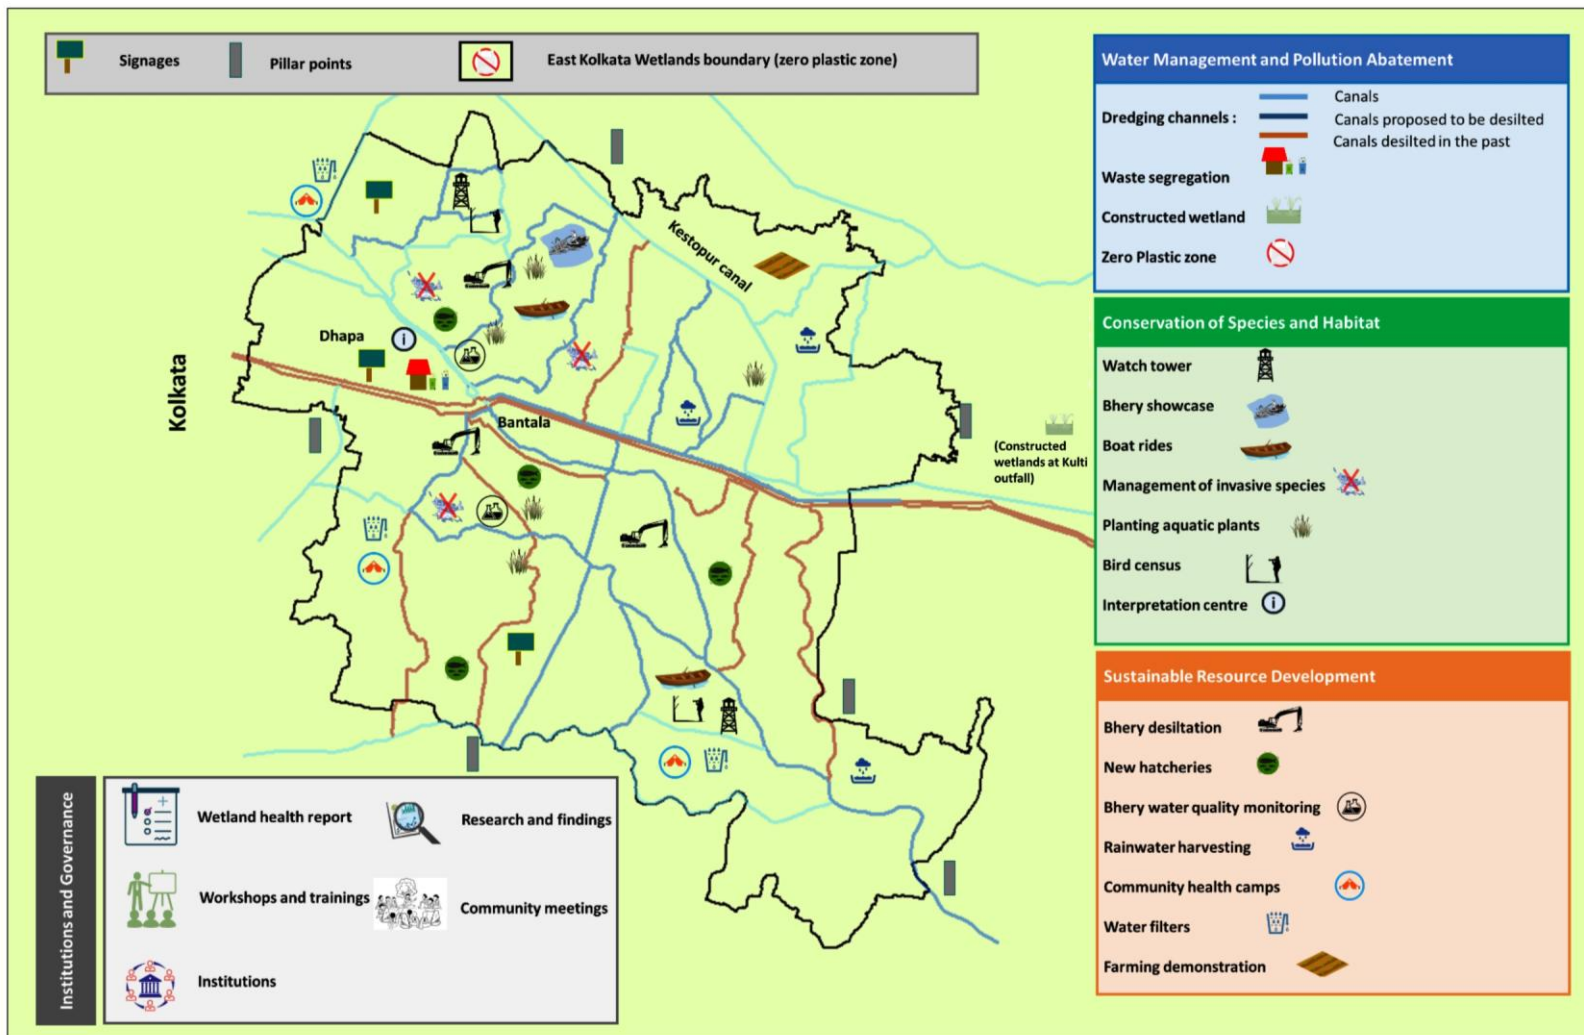 Signages
Pillar points
East Kolkata Wetlands boundary (zero plastic zone)
Kestopur canal
Dhapa
Kolkata
Bantala
(Constructed
wetlands at Kulti
outfall)
Water Management and Pollution Abatement
Dredging channels :
Canals
Canals proposed to be desilted
Canals desilted in the past
Waste segregation
Constructed wetland
Zero Plastic zone
Conservation of Species and Habitat
Watch tower
Bhery showcase
Boat rides
Management of invasive species
Planting aquatic plants
Bird census
Interpretation centre
Sustainable Resource Development
Bhery desiltation
New hatcheries
Bhery water quality monitoring
Rainwater harvesting
Community health camps
Water filters
Farming demonstration
Institutions and Governance
Wetland health report
Research and findings
Workshops and trainings
Community meetings
Institutions